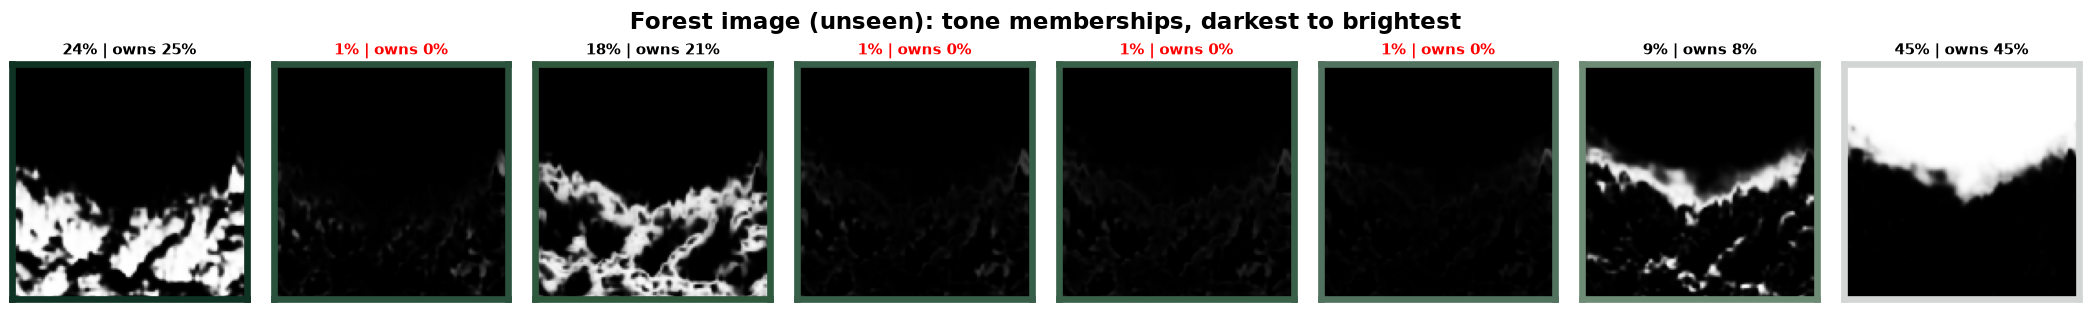 Forest image (unseen): tone memberships, darkest to brightest
24% | owns 25%
1% | owns 0%
18% | owns 21%
1% | owns 0%
1% | owns 0%
1% | owns 0%
9% | owns 8%
45% | owns 45%